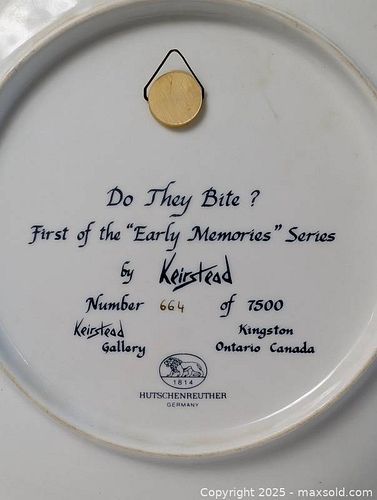 Do They Bite ?
First of the "Early Memories" Series
by Keirstead
Number 664 of 7500
Keirstead Gallery
Kingston Ontario Canada
1814
HUTSCHENREUTHER
GERMANY
Copyright 2025 - maxsold.com